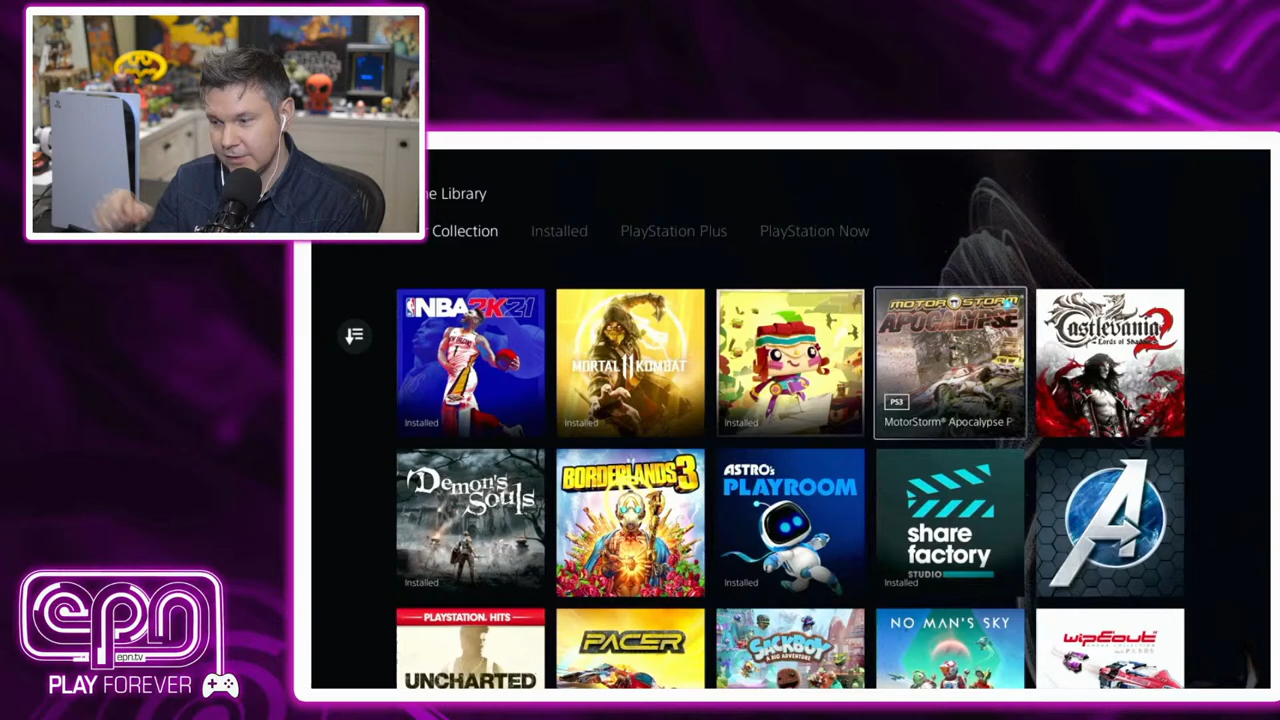 ne Library
r Collection
Installed
PlayStation Plus
PlayStation Now
NBA 2K21
Installed
MORTAL KOMBAT 11
Installed
Installed
MOTORSTORM
APOCALYPSE
PS3
MotorStorm® Apocalypse F
Castlevania 2
Lords of Shadow
Demon's
Souls
Installed
BORDERLANDS 3
ASTRO's
PLAYROOM
Installed
share
factory
STUDIO
Installed
A
PLAYSTATION HITS
UNCHARTED
PACER
SACKBOY
A BIG ADVENTURE
NO MAN'S SKY
wipEout
epn
epn.tv
PLAY FOREVER